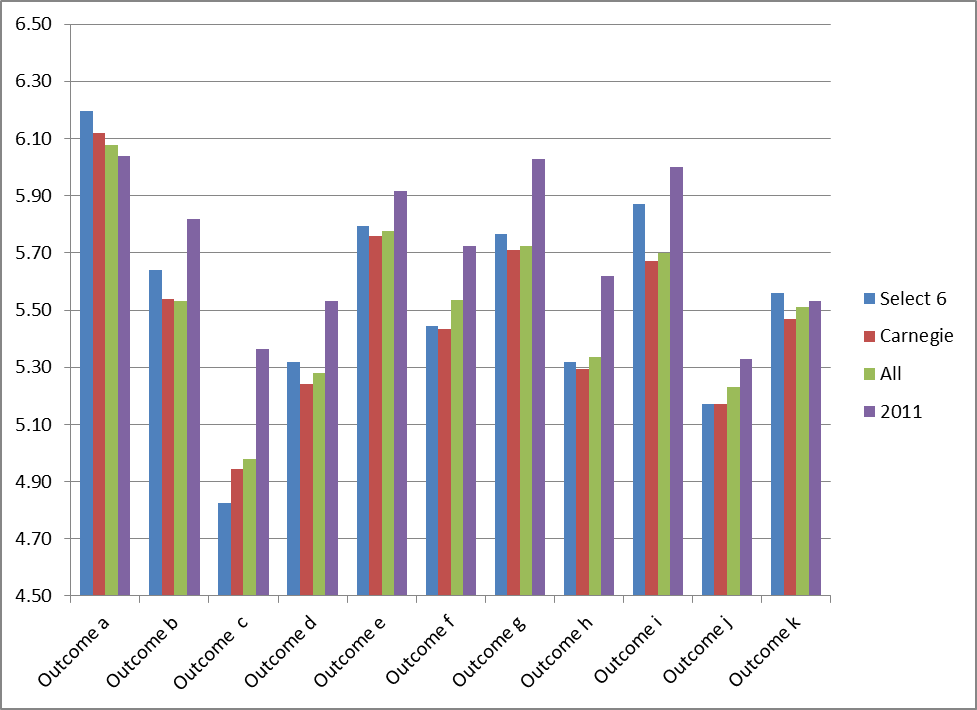 6.50
6.30
6.10
5.90
5.70
5.50
5.30
5.10
4.90
4.70
4.50
Outcome a
Outcome b
Outcome c
Outcome d
Outcome e
Outcome f
Outcome g
Outcome h
Outcome i
Outcome j
Outcome k
Select 6
Carnegie
All
2011